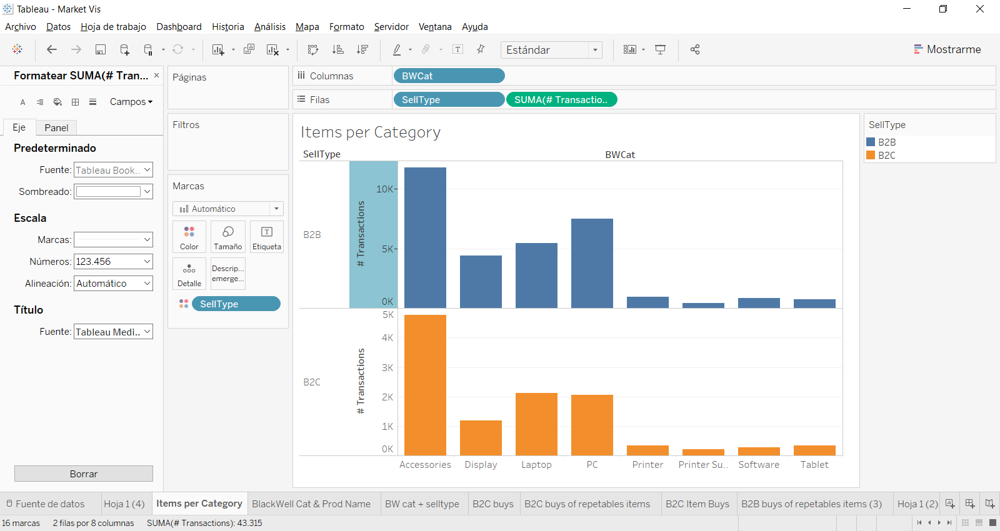 Tableau - Market Vis
Archivo Datos Hoja de trabajo Dashboard Historia Análisis Mapa Formato Servidor Ventana Ayuda
Estándar
Mostrarme
Formatear SUMA(# Tran...
A
Campos
Eje Panel
Predeterminado
Fuente: Tableau Book..
Sombreado:
Escala
Marcas:
Números: 123.456
Alineación: Automático
Título
Fuente: Tableau Medi..
Borrar
Páginas
Filtros
Marcas
Automático
Color Tamaño Etiqueta
Detalle
Descrip...
emerge...
SellType
Columnas BWCat
Filas SellType SUMA(# Transactio..
Items per Category
SellType BWCat
B2B
# Transactions
10K
5K
0K
B2C
# Transactions
5K
4K
3K
2K
1K
0K
Accessories Display Laptop PC Printer Printer Su.. Software Tablet
SellType
B2B
B2C
Fuente de datos Hoja 1 (4) Items per Category BlackWell Cat & Prod Name BW cat + selltype B2C buys B2C buys of repetables items B2C Item Buys B2B buys of repetables items (3) Hoja 1 (2)
16 marcas 2 filas por 8 columnas SUMA(# Transactions): 43.315